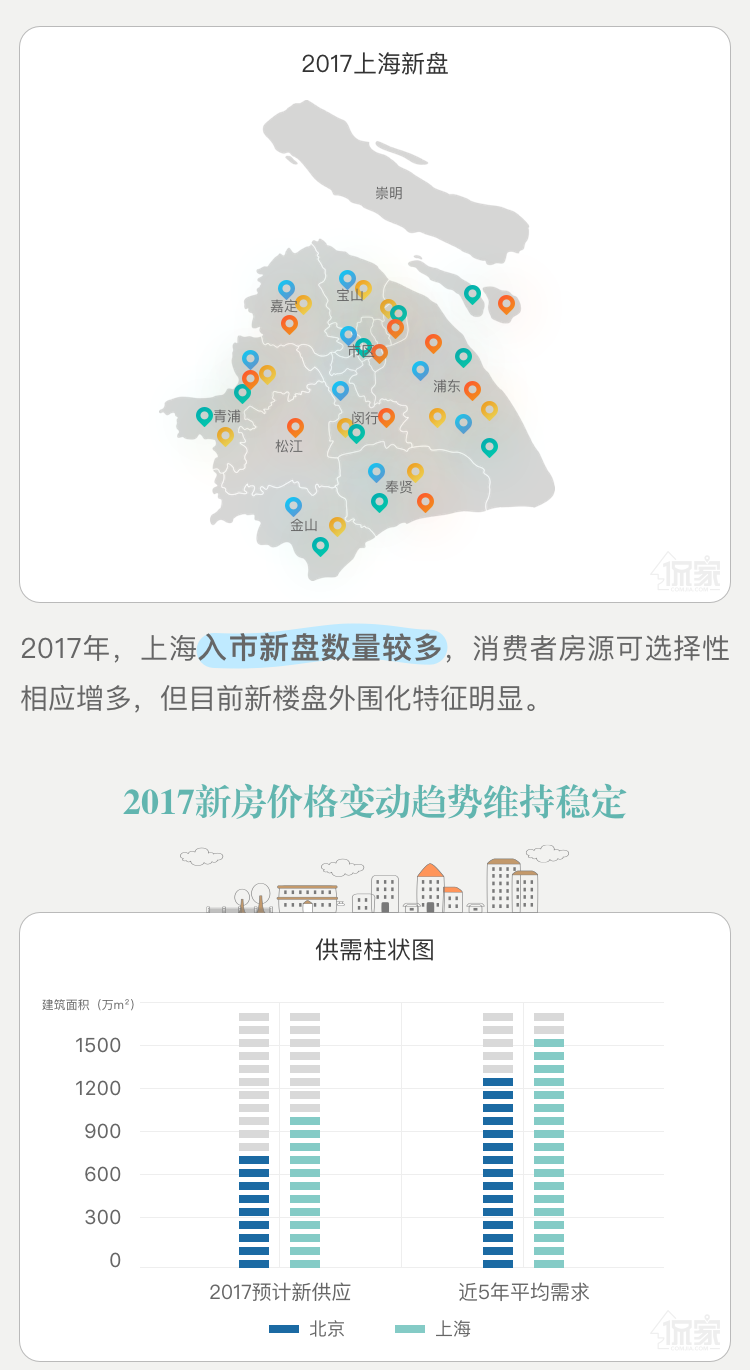 2017上海新盘
崇明
宝山
嘉定
市区
浦东
青浦
闵行
松江
奉贤
金山
侃家
2017年，上海入市新盘数量较多，消费者房源可选择性
相应增多，但目前新楼盘外围化特征明显。
2017新房价格变动趋势维持稳定
供需柱状图
建筑面积（万m²）
1500
1200
900
600
300
0
2017预计新供应 近5年平均需求
北京 上海
侃家